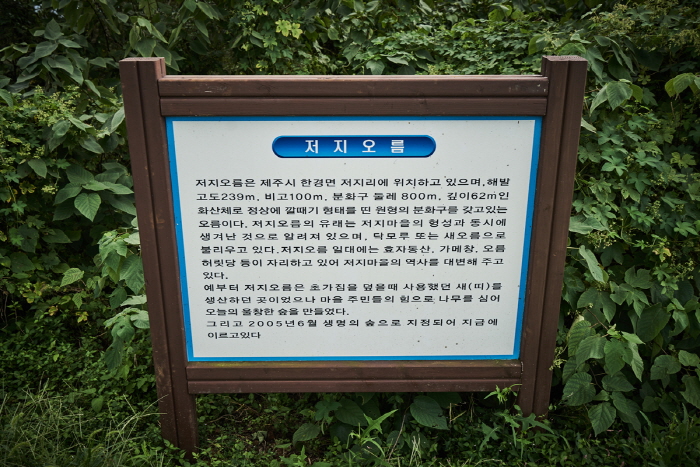 저지오름
저지오름은 제주시 한경면 저지리에 위치하고 있으며,해발
고도239m, 비고100m, 분화구 둘레 800m, 깊이62m인
화산체로 정상에 깔때기 형태를 띤 원형의 분화구를 갖고있는
오름이다. 저지오름의 유래는 저지마을의 형성과 동시에
생겨난 것으로 알려져 있으며, 닥모루 또는 새오름으로
불리우고 있다.저지오름 일대에는 효자동산, 가메창, 오름
허릿당 등이 자리하고 있어 저지마을의 역사를 대변해 주고
있다.
예부터 저지오름은 초가집을 덮을때 사용했던 새(띠)를
생산하던 곳이었으나 마을 주민들의 힘으로 나무를 심어
오늘의 울창한 숲을 만들었다.
그리고 2005년6월 생명의 숲으로 지정되어 지금에
이르고있다